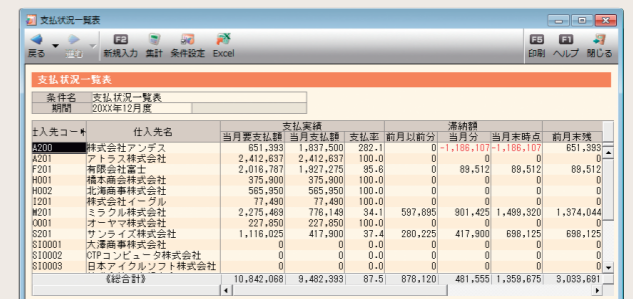 支払状況一覧表
戻る 進む F2 新規入力 集計 条件設定 Excel F5 印刷 F1 ヘルプ 閉じる
支払状況一覧表
条件名 支払状況一覧表
期間 20XX年12月度
仕入先コード 仕入先名 支払実績 滞納額
当月要支払額 当月支払額 支払率 前月以前分 当月分 当月末時点 前月末残
A200 株式会社アンデス 651,393 1,837,500 282.1 0 -1,186,107 -1,186,107 651,393
A201 アトラス株式会社 2,412,637 2,412,637 100.0 0 0 0 0
F201 有限会社富士 2,016,787 1,927,275 95.6 0 89,512 89,512 89,512
H001 橋本商会株式会社 375,900 375,900 100.0 0 0 0 0
H002 北海商事株式会社 565,950 565,950 100.0 0 0 0 0
I201 株式会社イーグル 77,490 77,490 100.0 0 0 0 0
M201 ミラクル株式会社 2,275,469 776,149 34.1 597,895 901,425 1,499,320 1,374,044
O001 オーヤマ株式会社 227,850 227,850 100.0 0 0 0 0
S201 サンライズ株式会社 1,116,025 417,900 37.4 280,225 417,900 698,125 698,125
SI0001 大澤商事株式会社 0 0 0.0 0 0 0 0
SI0002 OTPコンピュータ株式会社 0 0 0.0 0 0 0 0
SI0003 日本アイクルソフト株式会社 0 0 0.0 0 0 0 0
《総合計》 10,842,068 9,482,393 87.5 878,120 481,555 1,359,675 3,033,691